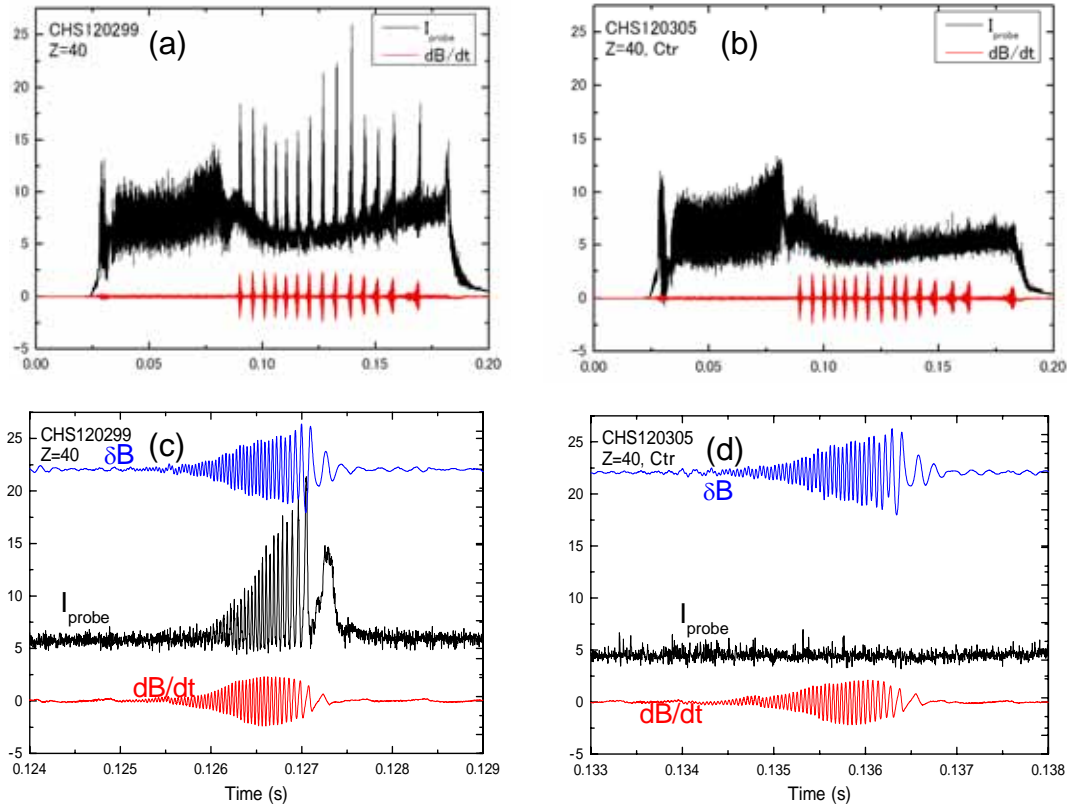 CHS120299
Z=40
(a)
I probe
dB/dt
25
20
15
10
5
0
-5
0.00 0.05 0.10 0.15 0.20
CHS120305
Z=40, Ctr
(b)
I probe
dB/dt
25
20
15
10
5
0
-5
0.00 0.05 0.10 0.15 0.20
CHS120299
Z=40
(c)
δB
I probe
dB/dt
25
20
15
10
5
0
-5
0.124 0.125 0.126 0.127 0.128 0.129
Time (s)
CHS120305
Z=40, Ctr
(d)
δB
I probe
dB/dt
25
20
15
10
5
0
-5
0.133 0.134 0.135 0.136 0.137 0.138
Time (s)